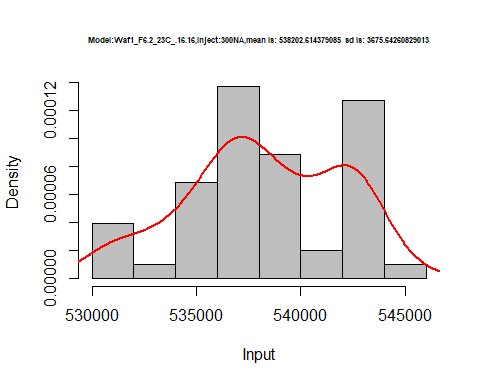 Model:Waf1_F6.2_23C_.16.16,Inject:300NA,mean is: 538202.614379085 sd is: 3675.64260829013
Density
0.00012
0.00006
0.00000
530000 535000 540000 545000
Input